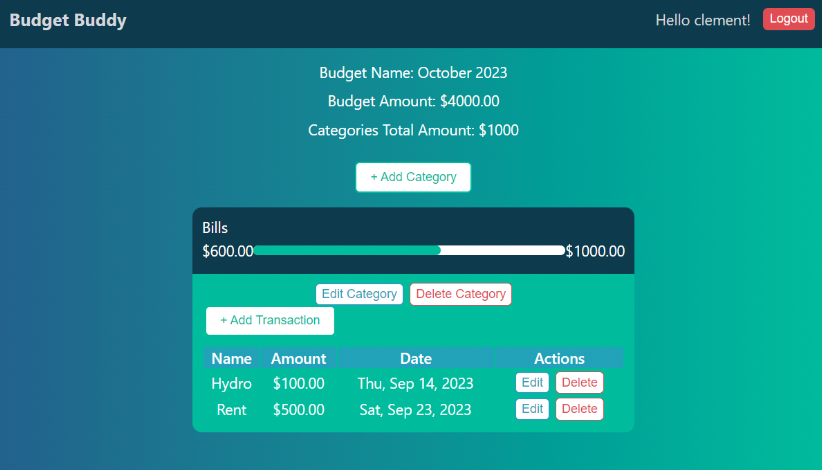 Budget Buddy Hello clement! Logout
Budget Name: October 2023
Budget Amount: $4000.00
Categories Total Amount: $1000
+ Add Category
Bills
$600.00 $1000.00
Edit Category Delete Category
+ Add Transaction
Name Amount Date Actions
Hydro $100.00 Thu, Sep 14, 2023 Edit Delete
Rent $500.00 Sat, Sep 23, 2023 Edit Delete